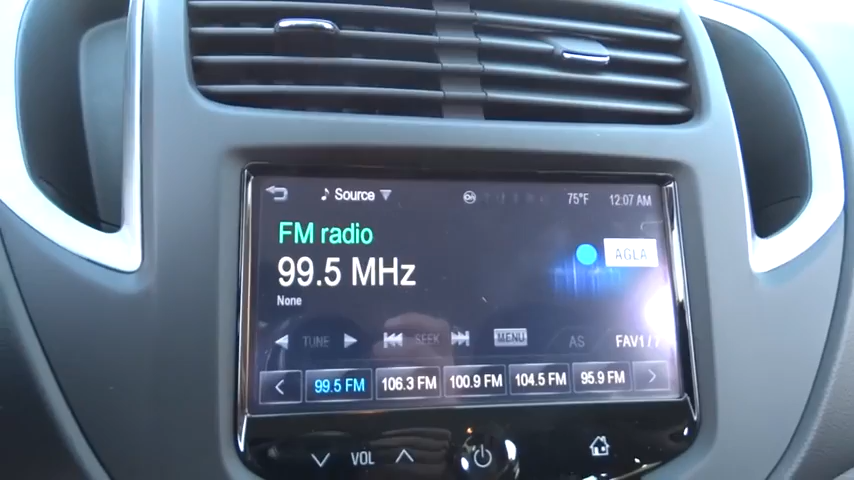 Source 75°F 12:07 AM
FM radio
AGLA
99.5 MHz
None
TUNE SEEK MENU AS FAV1/7
99.5 FM 106.3 FM 100.9 FM 104.5 FM 95.9 FM
VOL